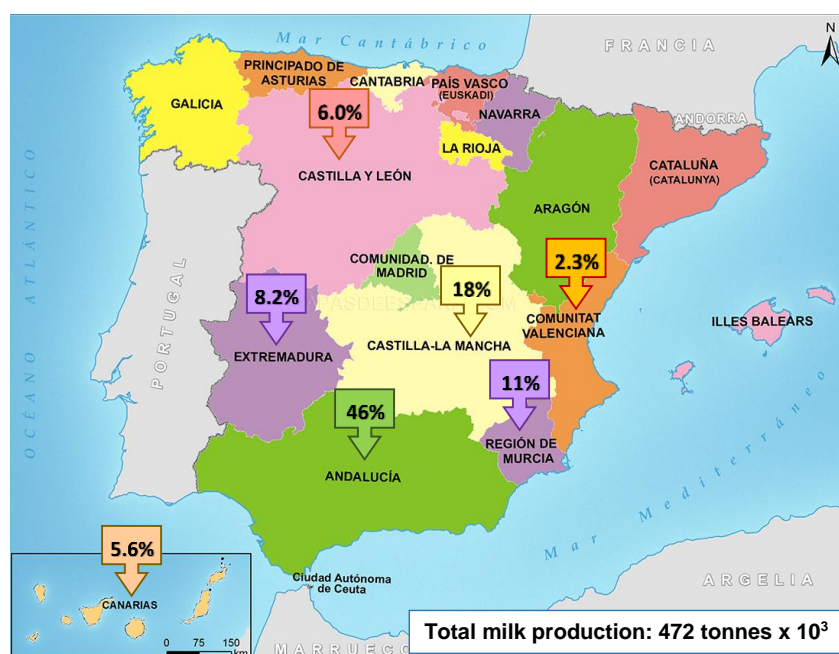 Mar Cantábrico
FRANCIA
N
PRINCIPADO DE
ASTURIAS
CANTABRIA
PAÍS VASCO
(EUSKADI)
GALICIA
6.0%
NAVARRA
ANDORRA
LA RIOJA
CATALUÑA
(CATALUNYA)
CASTILLA Y LEÓN
ARAGÓN
OCÉANO ATLÁNTICO
PORTUGAL
COMUNIDAD. DE
MADRID
2.3%
8.2%
18%
COMUNITAT
VALENCIANA
ILLES BALEARS
EXTREMADURA
CASTILLA-LA MANCHA
11%
46%
REGIÓN DE
MURCIA
ANDALUCÍA
Mar Mediterráneo
5.6%
CANARIAS
Ciudad Autónoma
de Ceuta
ARGELIA
0 75 150
km
MARRUECO
Total milk production: 472 tonnes x 10³